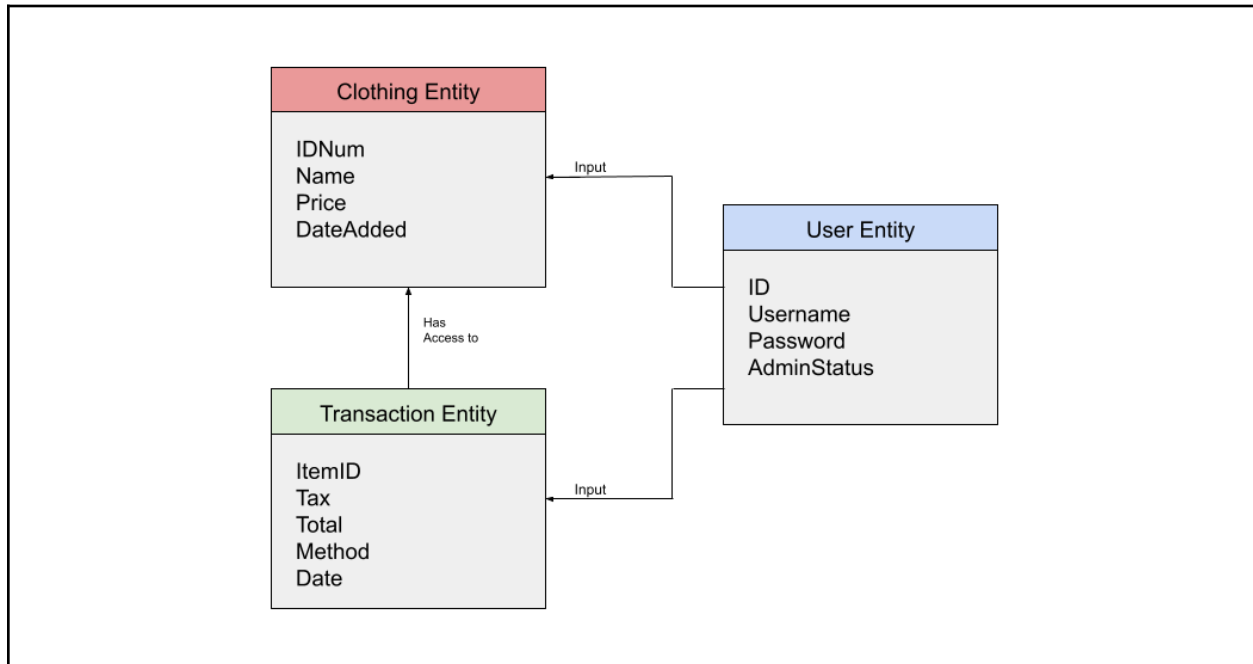 Clothing Entity
IDNum
Name
Price
DateAdded
Input
User Entity
ID
Username
Password
AdminStatus
Has
Access to
Transaction Entity
ItemID
Tax
Total
Method
Date
Input